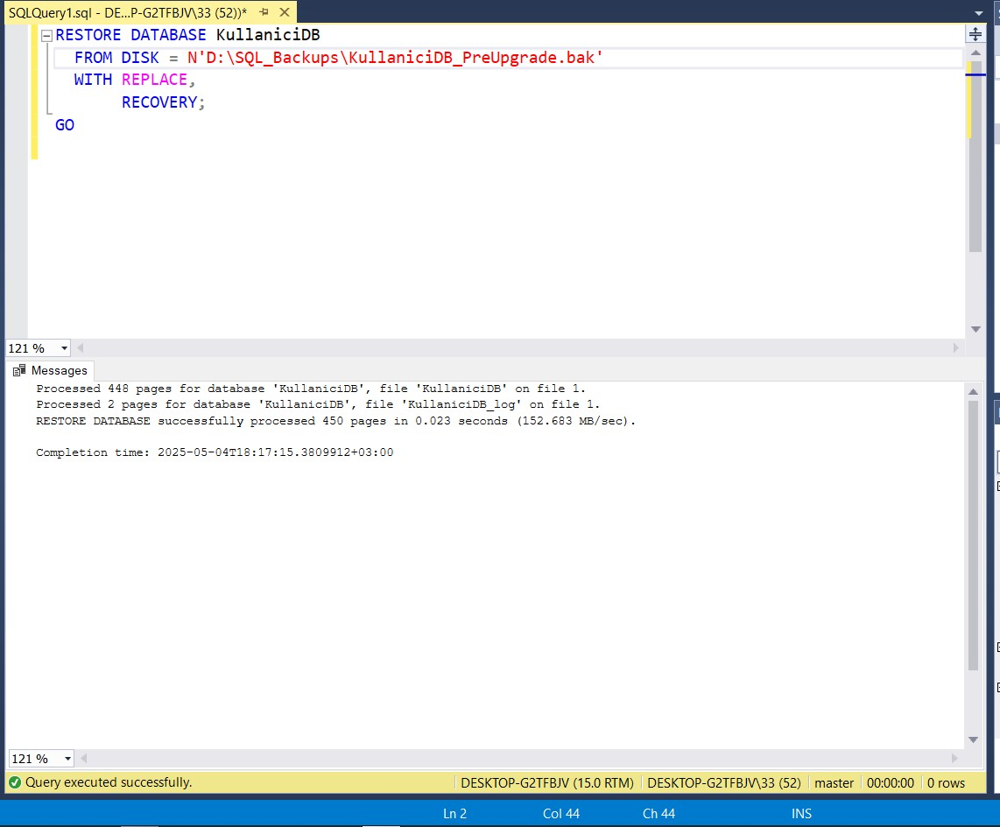 SQLQuery1.sql - DE...P-G2TFBJV\33 (52))*
RESTORE DATABASE KullaniciDB
FROM DISK = N'D:\SQL_Backups\KullaniciDB_PreUpgrade.bak'
WITH REPLACE,
RECOVERY;
GO
121 %
Messages
Processed 448 pages for database 'KullaniciDB', file 'KullaniciDB' on file 1.
Processed 2 pages for database 'KullaniciDB', file 'KullaniciDB_log' on file 1.
RESTORE DATABASE successfully processed 450 pages in 0.023 seconds (152.683 MB/sec).
Completion time: 2025-05-04T18:17:15.3809912+03:00
121 %
Query executed successfully. DESKTOP-G2TFBJV (15.0 RTM) DESKTOP-G2TFBJV\33 (52) master 00:00:00 0 rows
Ln 2 Col 44 Ch 44 INS